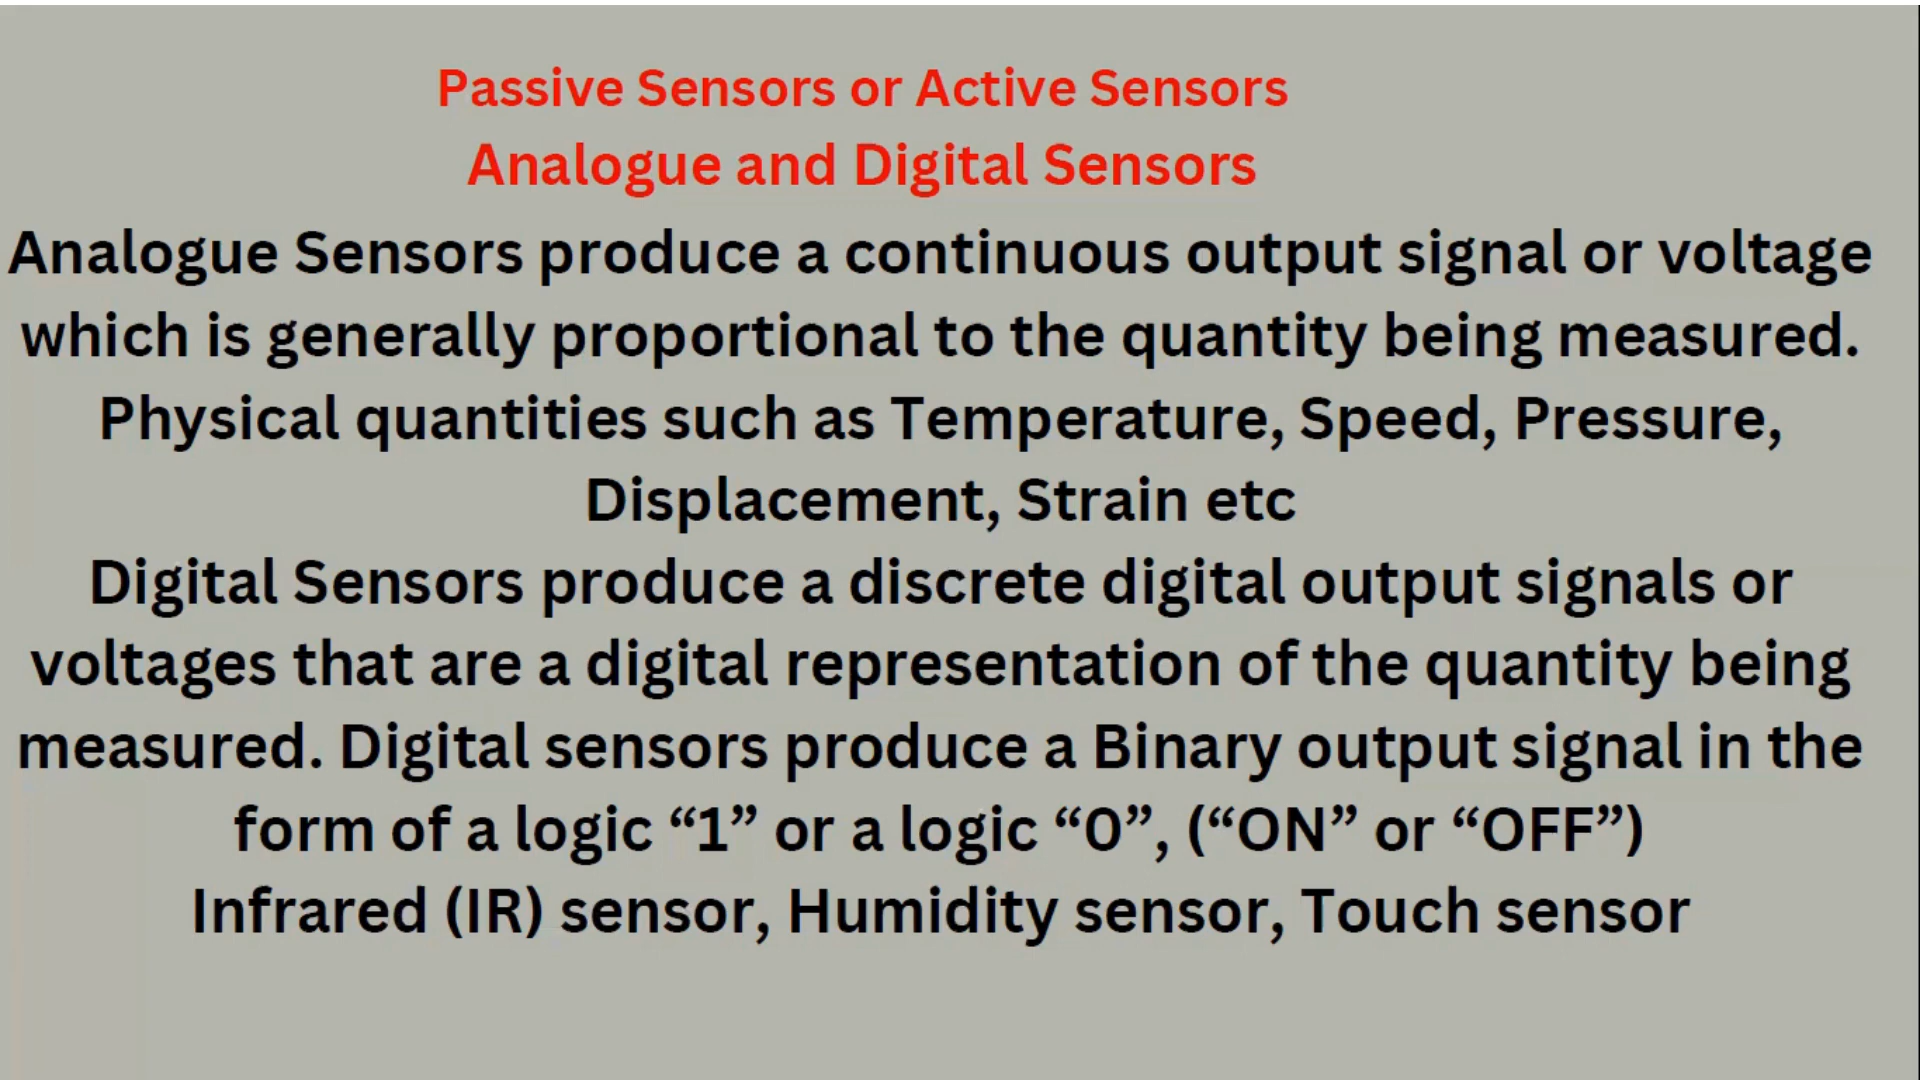 Passive Sensors or Active Sensors
Analogue and Digital Sensors
Analogue Sensors produce a continuous output signal or voltage
which is generally proportional to the quantity being measured.
Physical quantities such as Temperature, Speed, Pressure,
Displacement, Strain etc
Digital Sensors produce a discrete digital output signals or
voltages that are a digital representation of the quantity being
measured. Digital sensors produce a Binary output signal in the
form of a logic “1” or a logic “0”, (“ON” or “OFF”)
Infrared (IR) sensor, Humidity sensor, Touch sensor